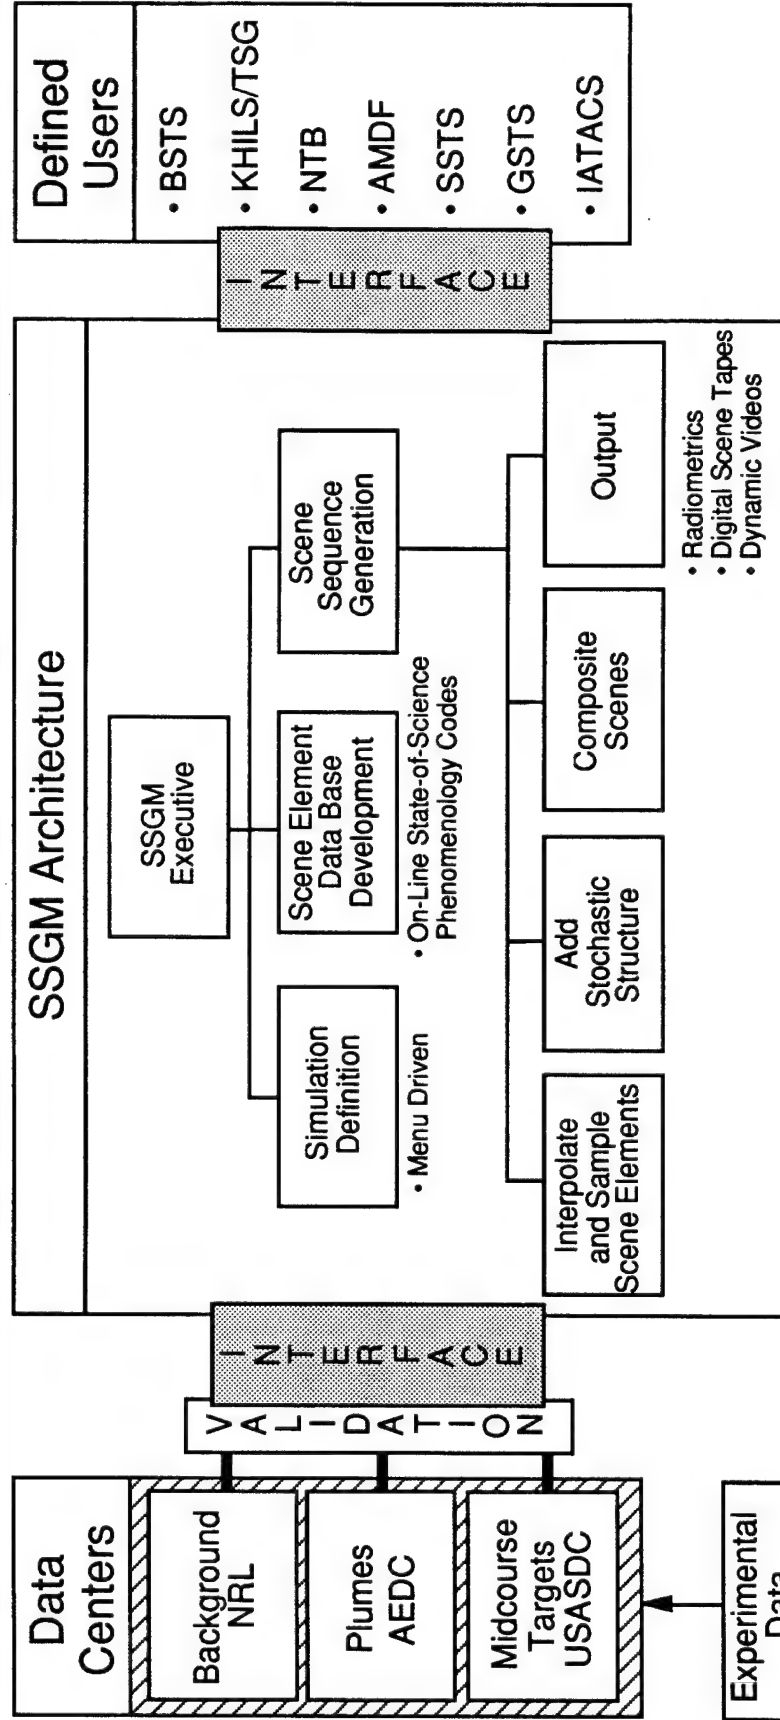 Data
Centers
Background
NRL
Plumes
AEDC
Midcourse
Targets
USASDC
Experimental
Data
VALIDATION
INTERFACE
SSGM Architecture
SSGM
Executive
Simulation
Definition
• Menu Driven
Scene Element
Data Base
Development
• On-Line State-of-Science
Phenomenology Codes
Scene
Sequence
Generation
Interpolate
and Sample
Scene Elements
Add
Stochastic
Structure
Composite
Scenes
Output
• Radiometrics
• Digital Scene Tapes
• Dynamic Videos
INTERFACE
Defined
Users
• BSTS
• KHILS/TSG
• NTB
• AMDF
• SSTS
• GSTS
• IATACS